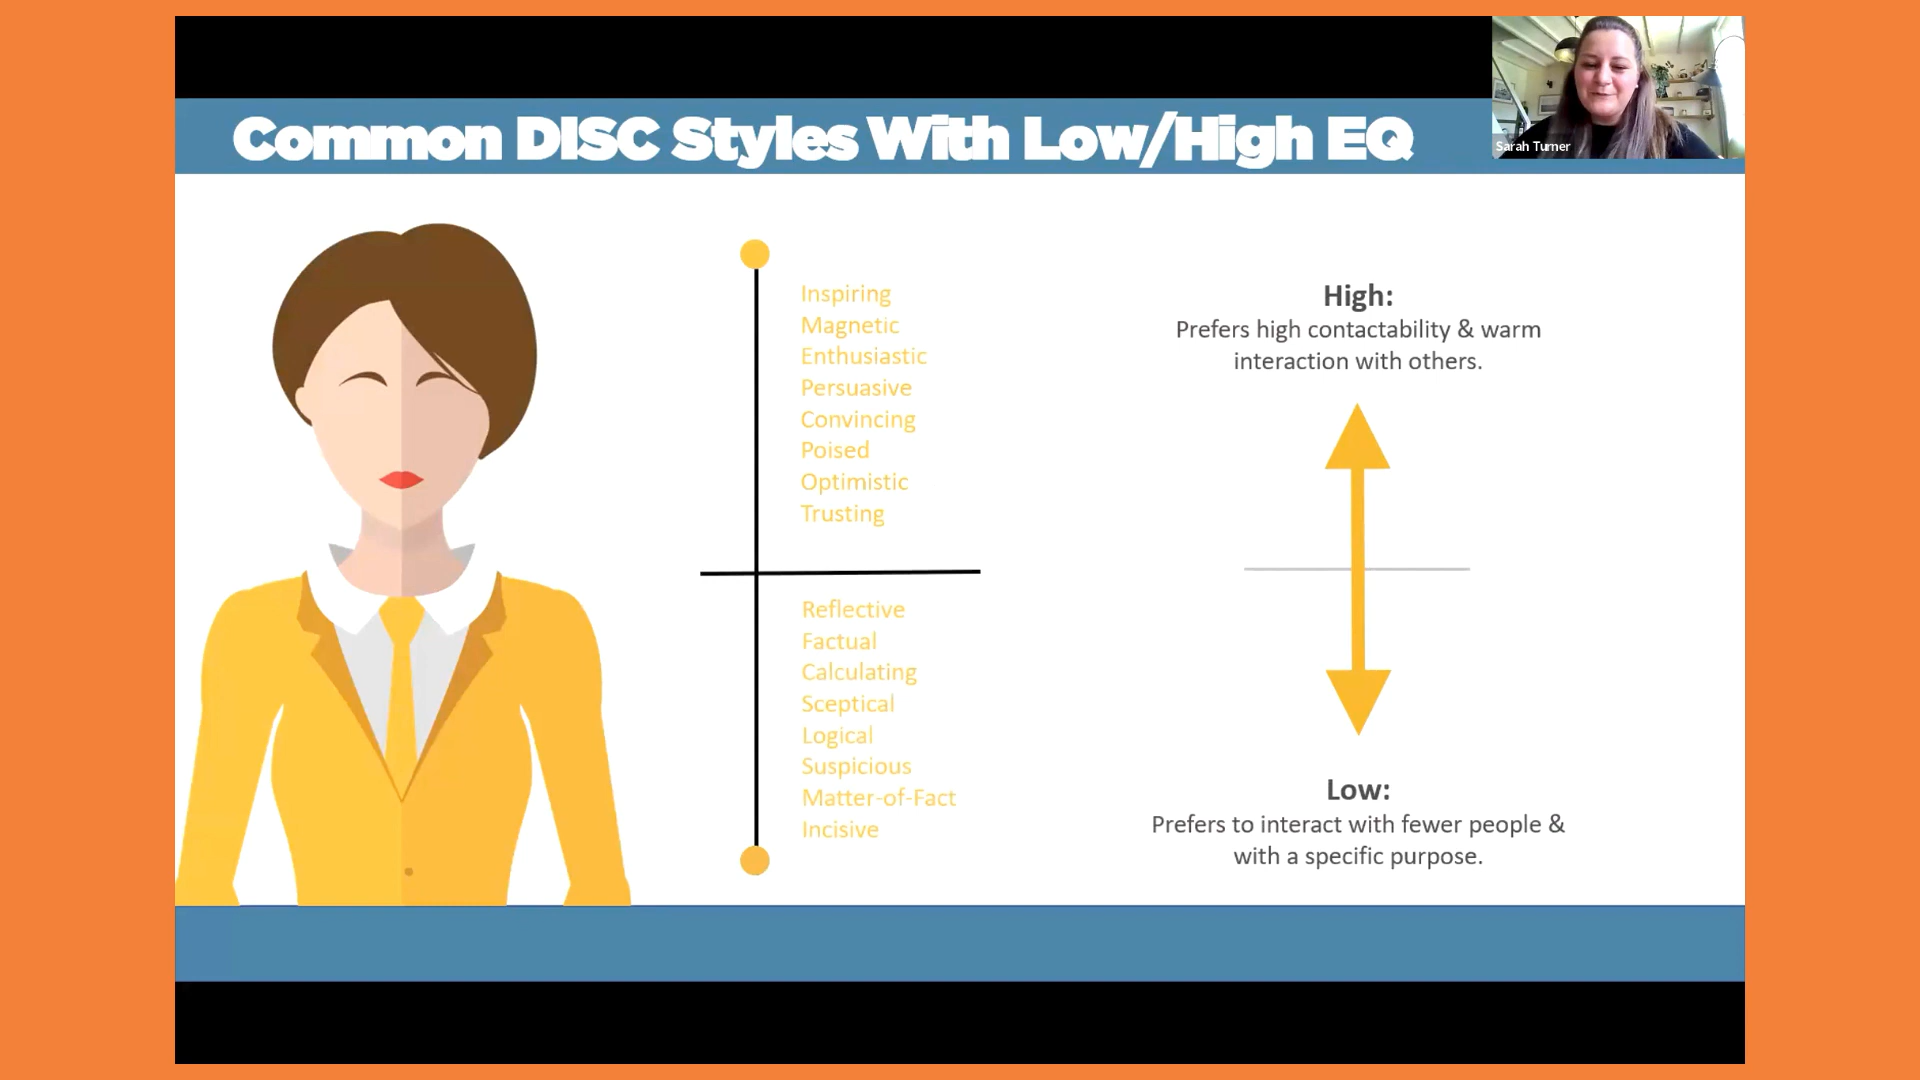 Common DISC Styles With Low/High EQ
Sarah Turner
Inspiring
Magnetic
Enthusiastic
Persuasive
Convincing
Poised
Optimistic
Trusting
Reflective
Factual
Calculating
Sceptical
Logical
Suspicious
Matter-of-Fact
Incisive
High:
Prefers high contactability & warm
interaction with others.
Low:
Prefers to interact with fewer people &
with a specific purpose.